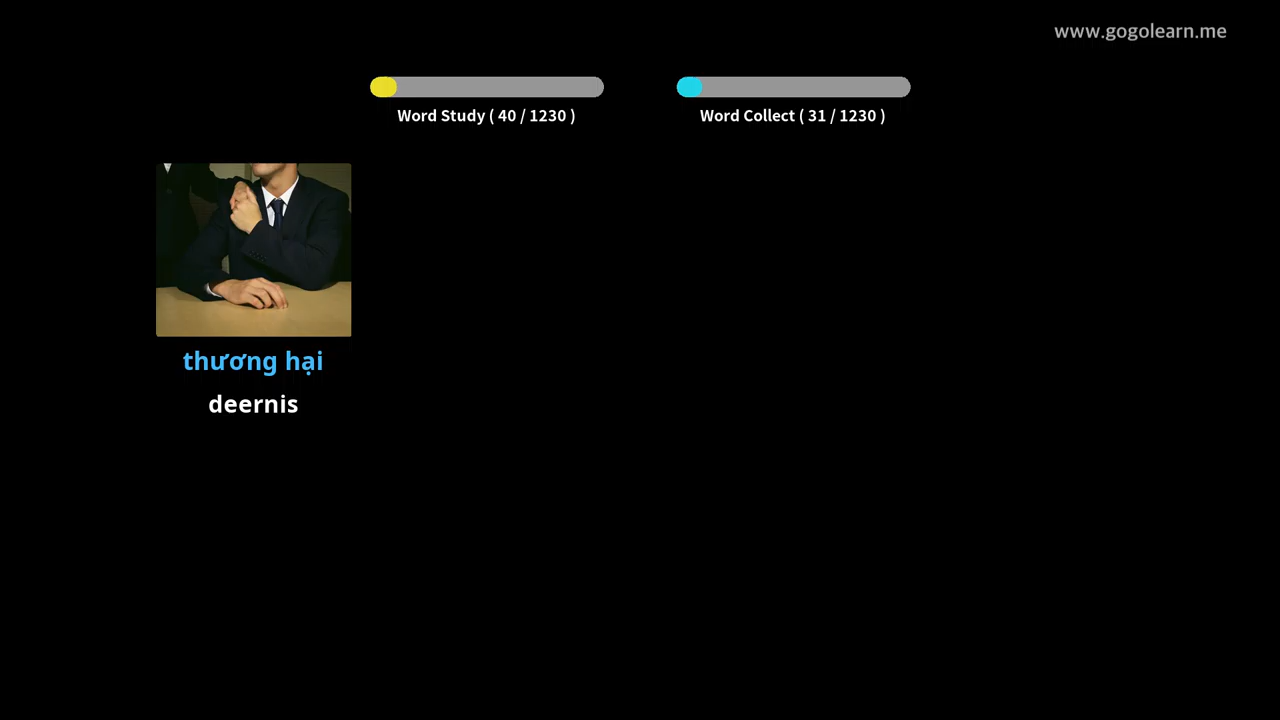 www.gogolearn.me
Word Study ( 40 / 1230 )
Word Collect ( 31 / 1230 )
thương hại
deernis